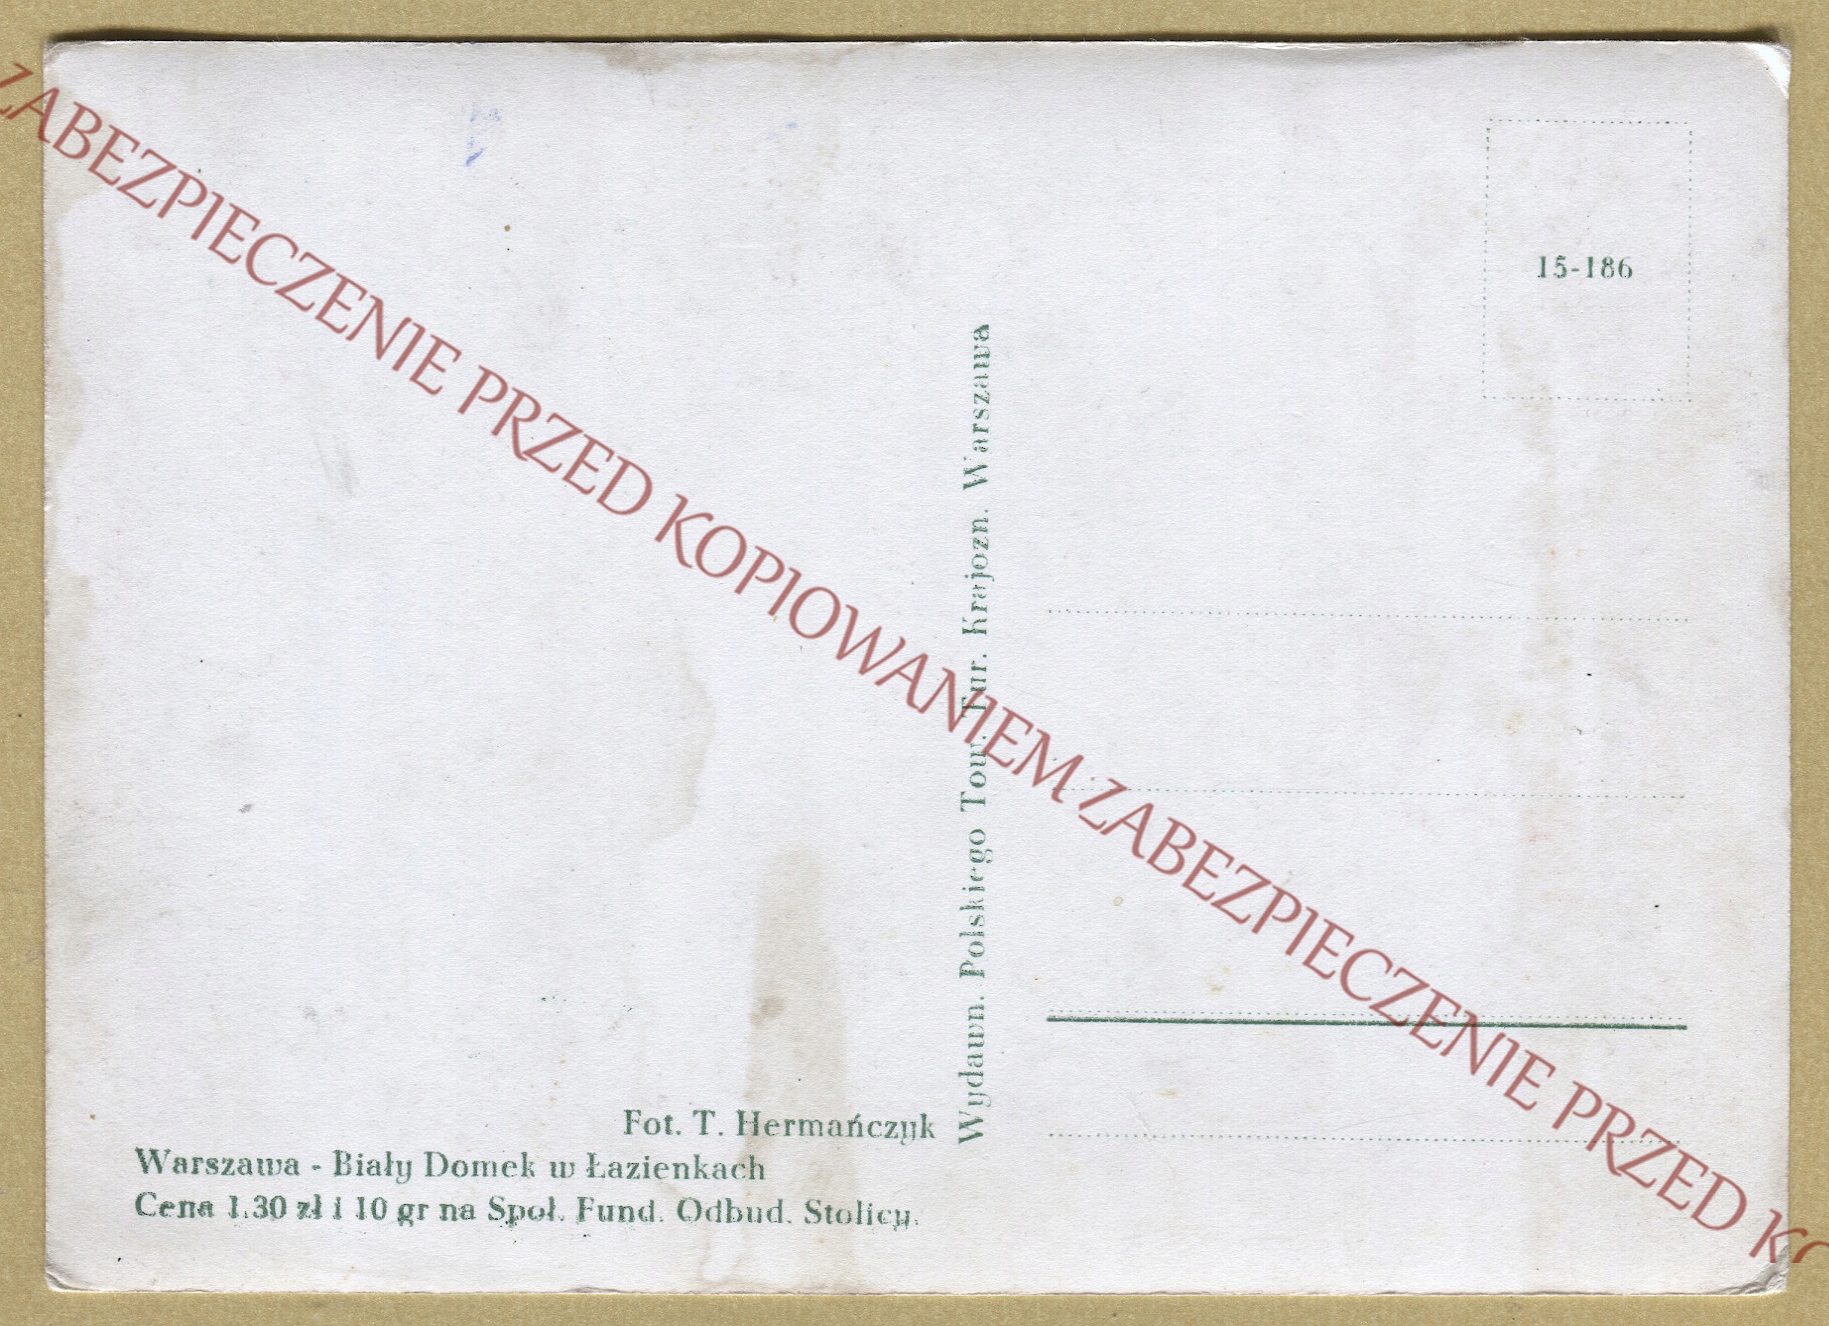 15-186
Wydawn. Polskiego Tow. Tur. Krajozn. Warszawa
Fot. T. Hermańczyk
Warszawa - Biały Domek w Łazienkach
Cena 1.30 zł i 10 gr na Społ. Fund. Odbud. Stolicy.
ZABEZPIECZENIE PRZED KOPIOWANIEM ZABEZPIECZENIE PRZED KO